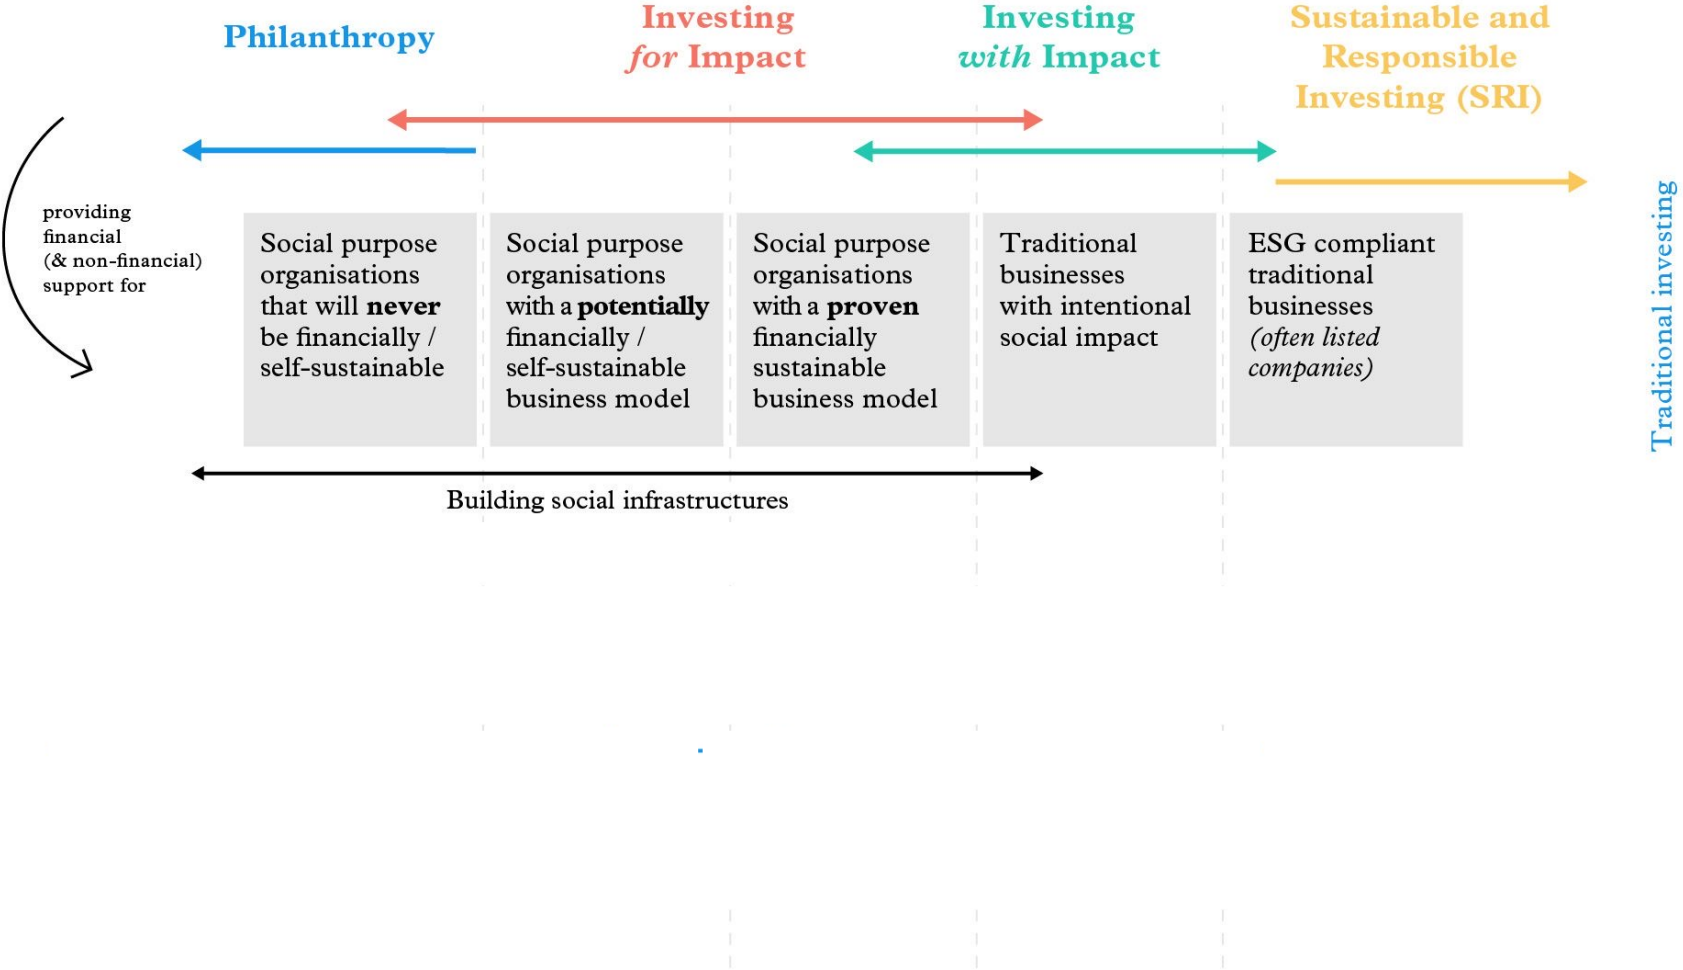 Philanthropy
Investing
for Impact
Investing
with Impact
Sustainable and
Responsible
Investing (SRI)
providing
financial
(& non-financial)
support for
Social purpose
organisations
that will never
be financially /
self-sustainable
Social purpose
organisations
with a potentially
financially /
self-sustainable
business model
Social purpose
organisations
with a proven
financially
sustainable
business model
Traditional
businesses
with intentional
social impact
ESG compliant
traditional
businesses
(often listed
companies)
Traditional investing
Building social infrastructures